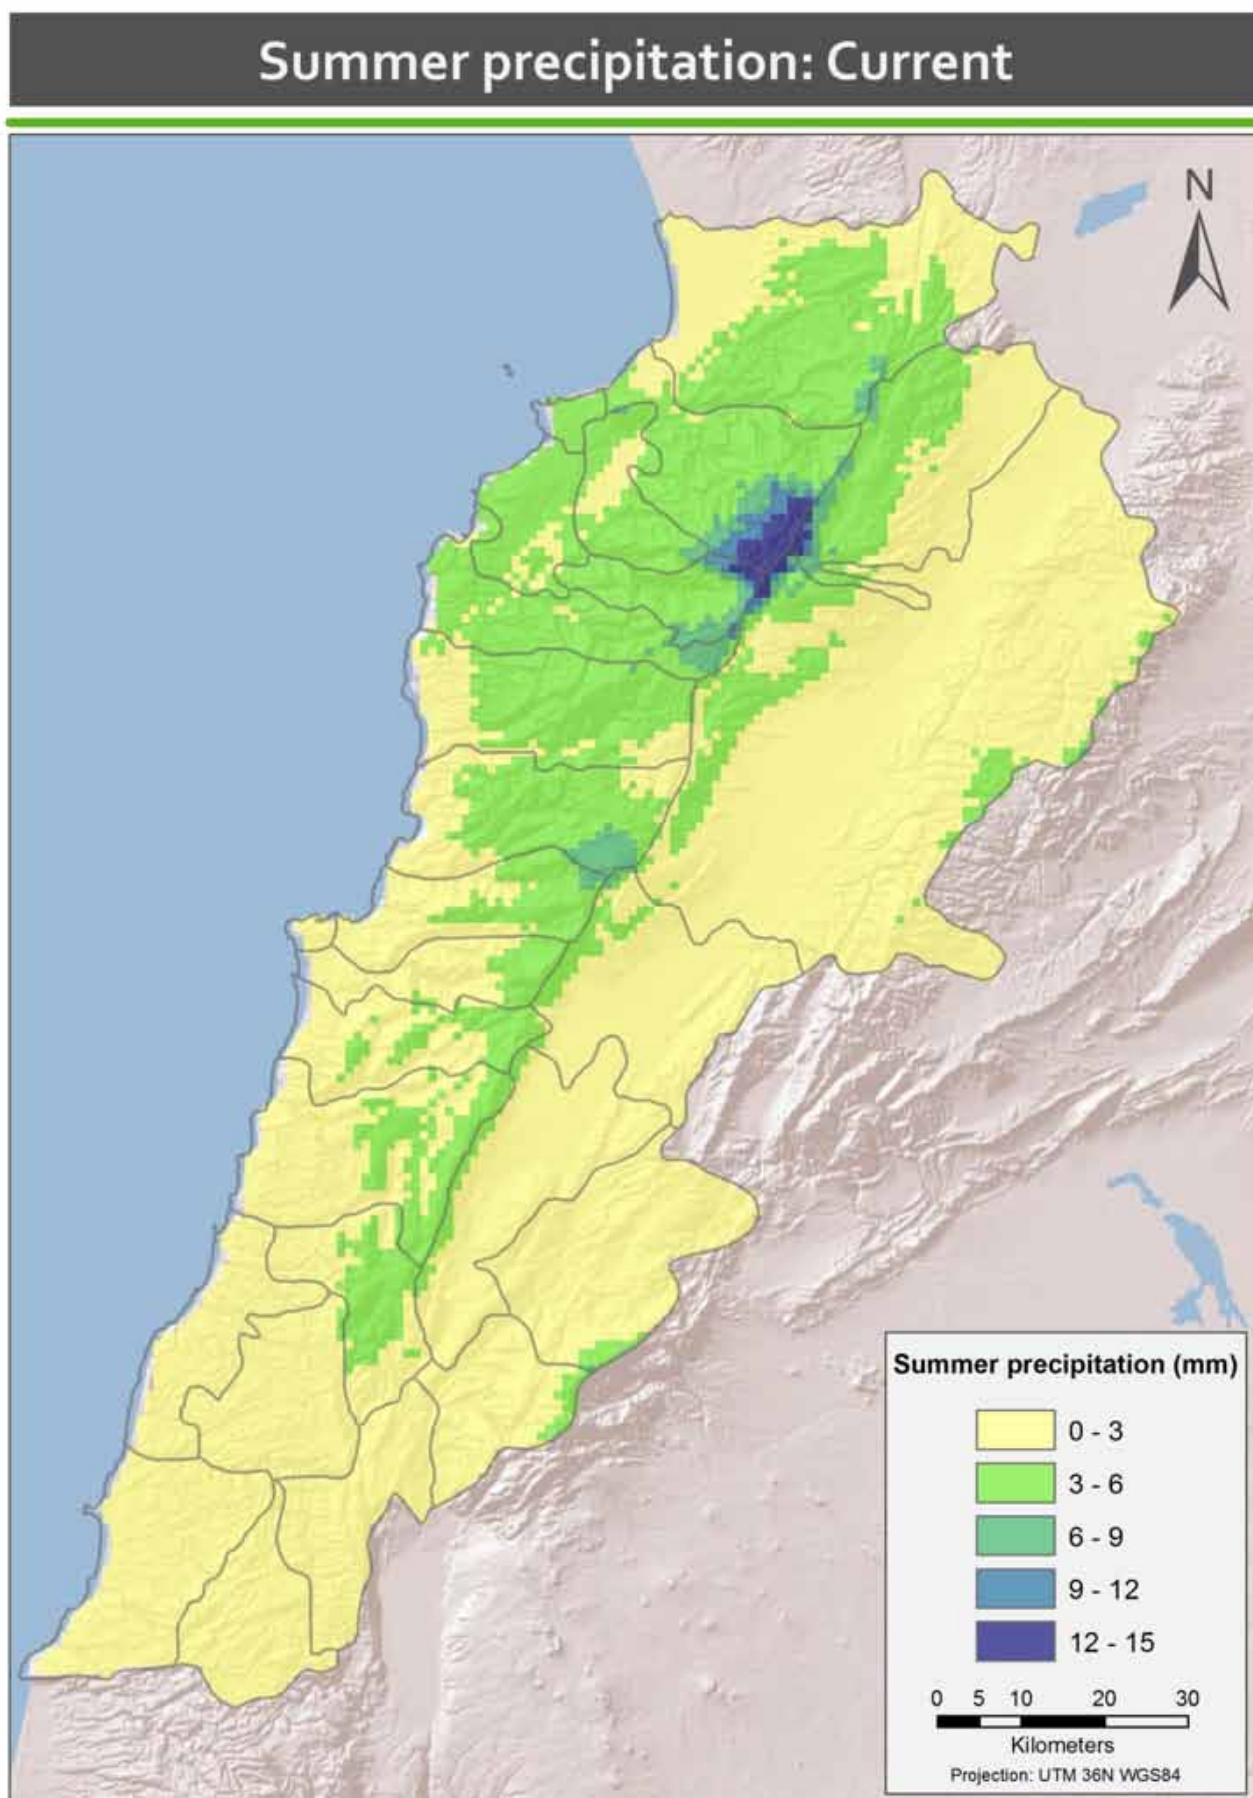 Summer precipitation: Current
N
Summer precipitation (mm)
0 - 3
3 - 6
6 - 9
9 - 12
12 - 15
0 5 10 20 30
Kilometers
Projection: UTM 36N WGS84